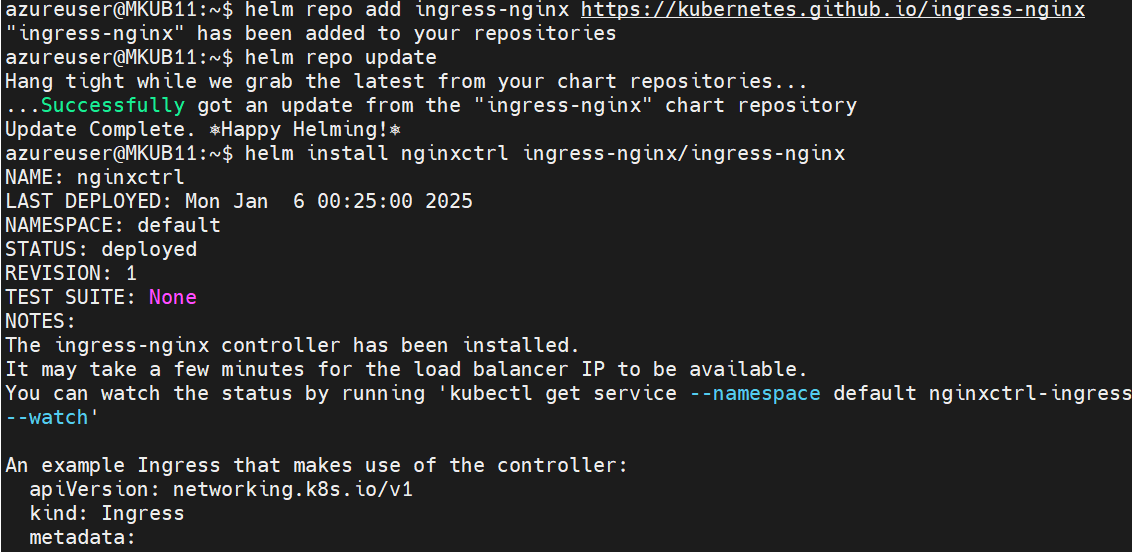 azureuser@MKUB11:~$ helm repo add ingress-nginx https://kubernetes.github.io/ingress-nginx
"ingress-nginx" has been added to your repositories
azureuser@MKUB11:~$ helm repo update
Hang tight while we grab the latest from your chart repositories...
...Successfully got an update from the "ingress-nginx" chart repository
Update Complete. ⎈Happy Helming!⎈
azureuser@MKUB11:~$ helm install nginxctrl ingress-nginx/ingress-nginx
NAME: nginxctrl
LAST DEPLOYED: Mon Jan  6 00:25:00 2025
NAMESPACE: default
STATUS: deployed
REVISION: 1
TEST SUITE: None
NOTES:
The ingress-nginx controller has been installed.
It may take a few minutes for the load balancer IP to be available.
You can watch the status by running 'kubectl get service --namespace default nginxctrl-ingress
--watch'
An example Ingress that makes use of the controller:
  apiVersion: networking.k8s.io/v1
  kind: Ingress
  metadata: